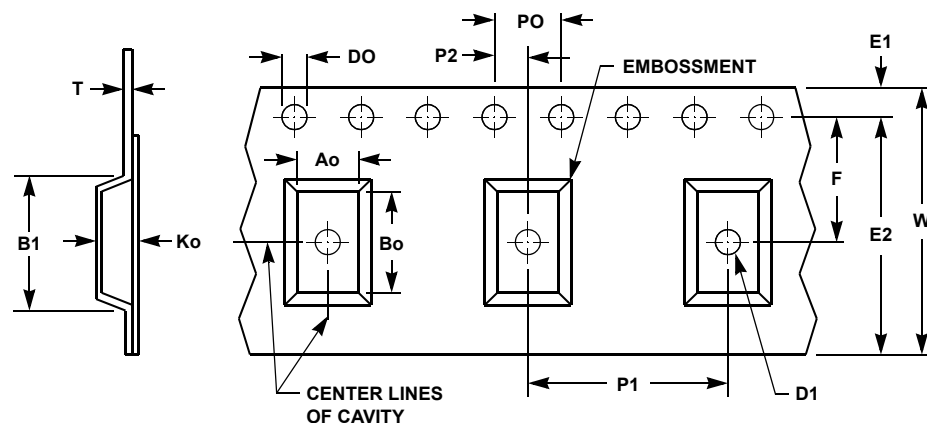 PO
E1
DO
P2
EMBOSSMENT
T
Ao
F
W
B1
Ko
Bo
E2
P1
CENTER LINES
OF CAVITY
D1